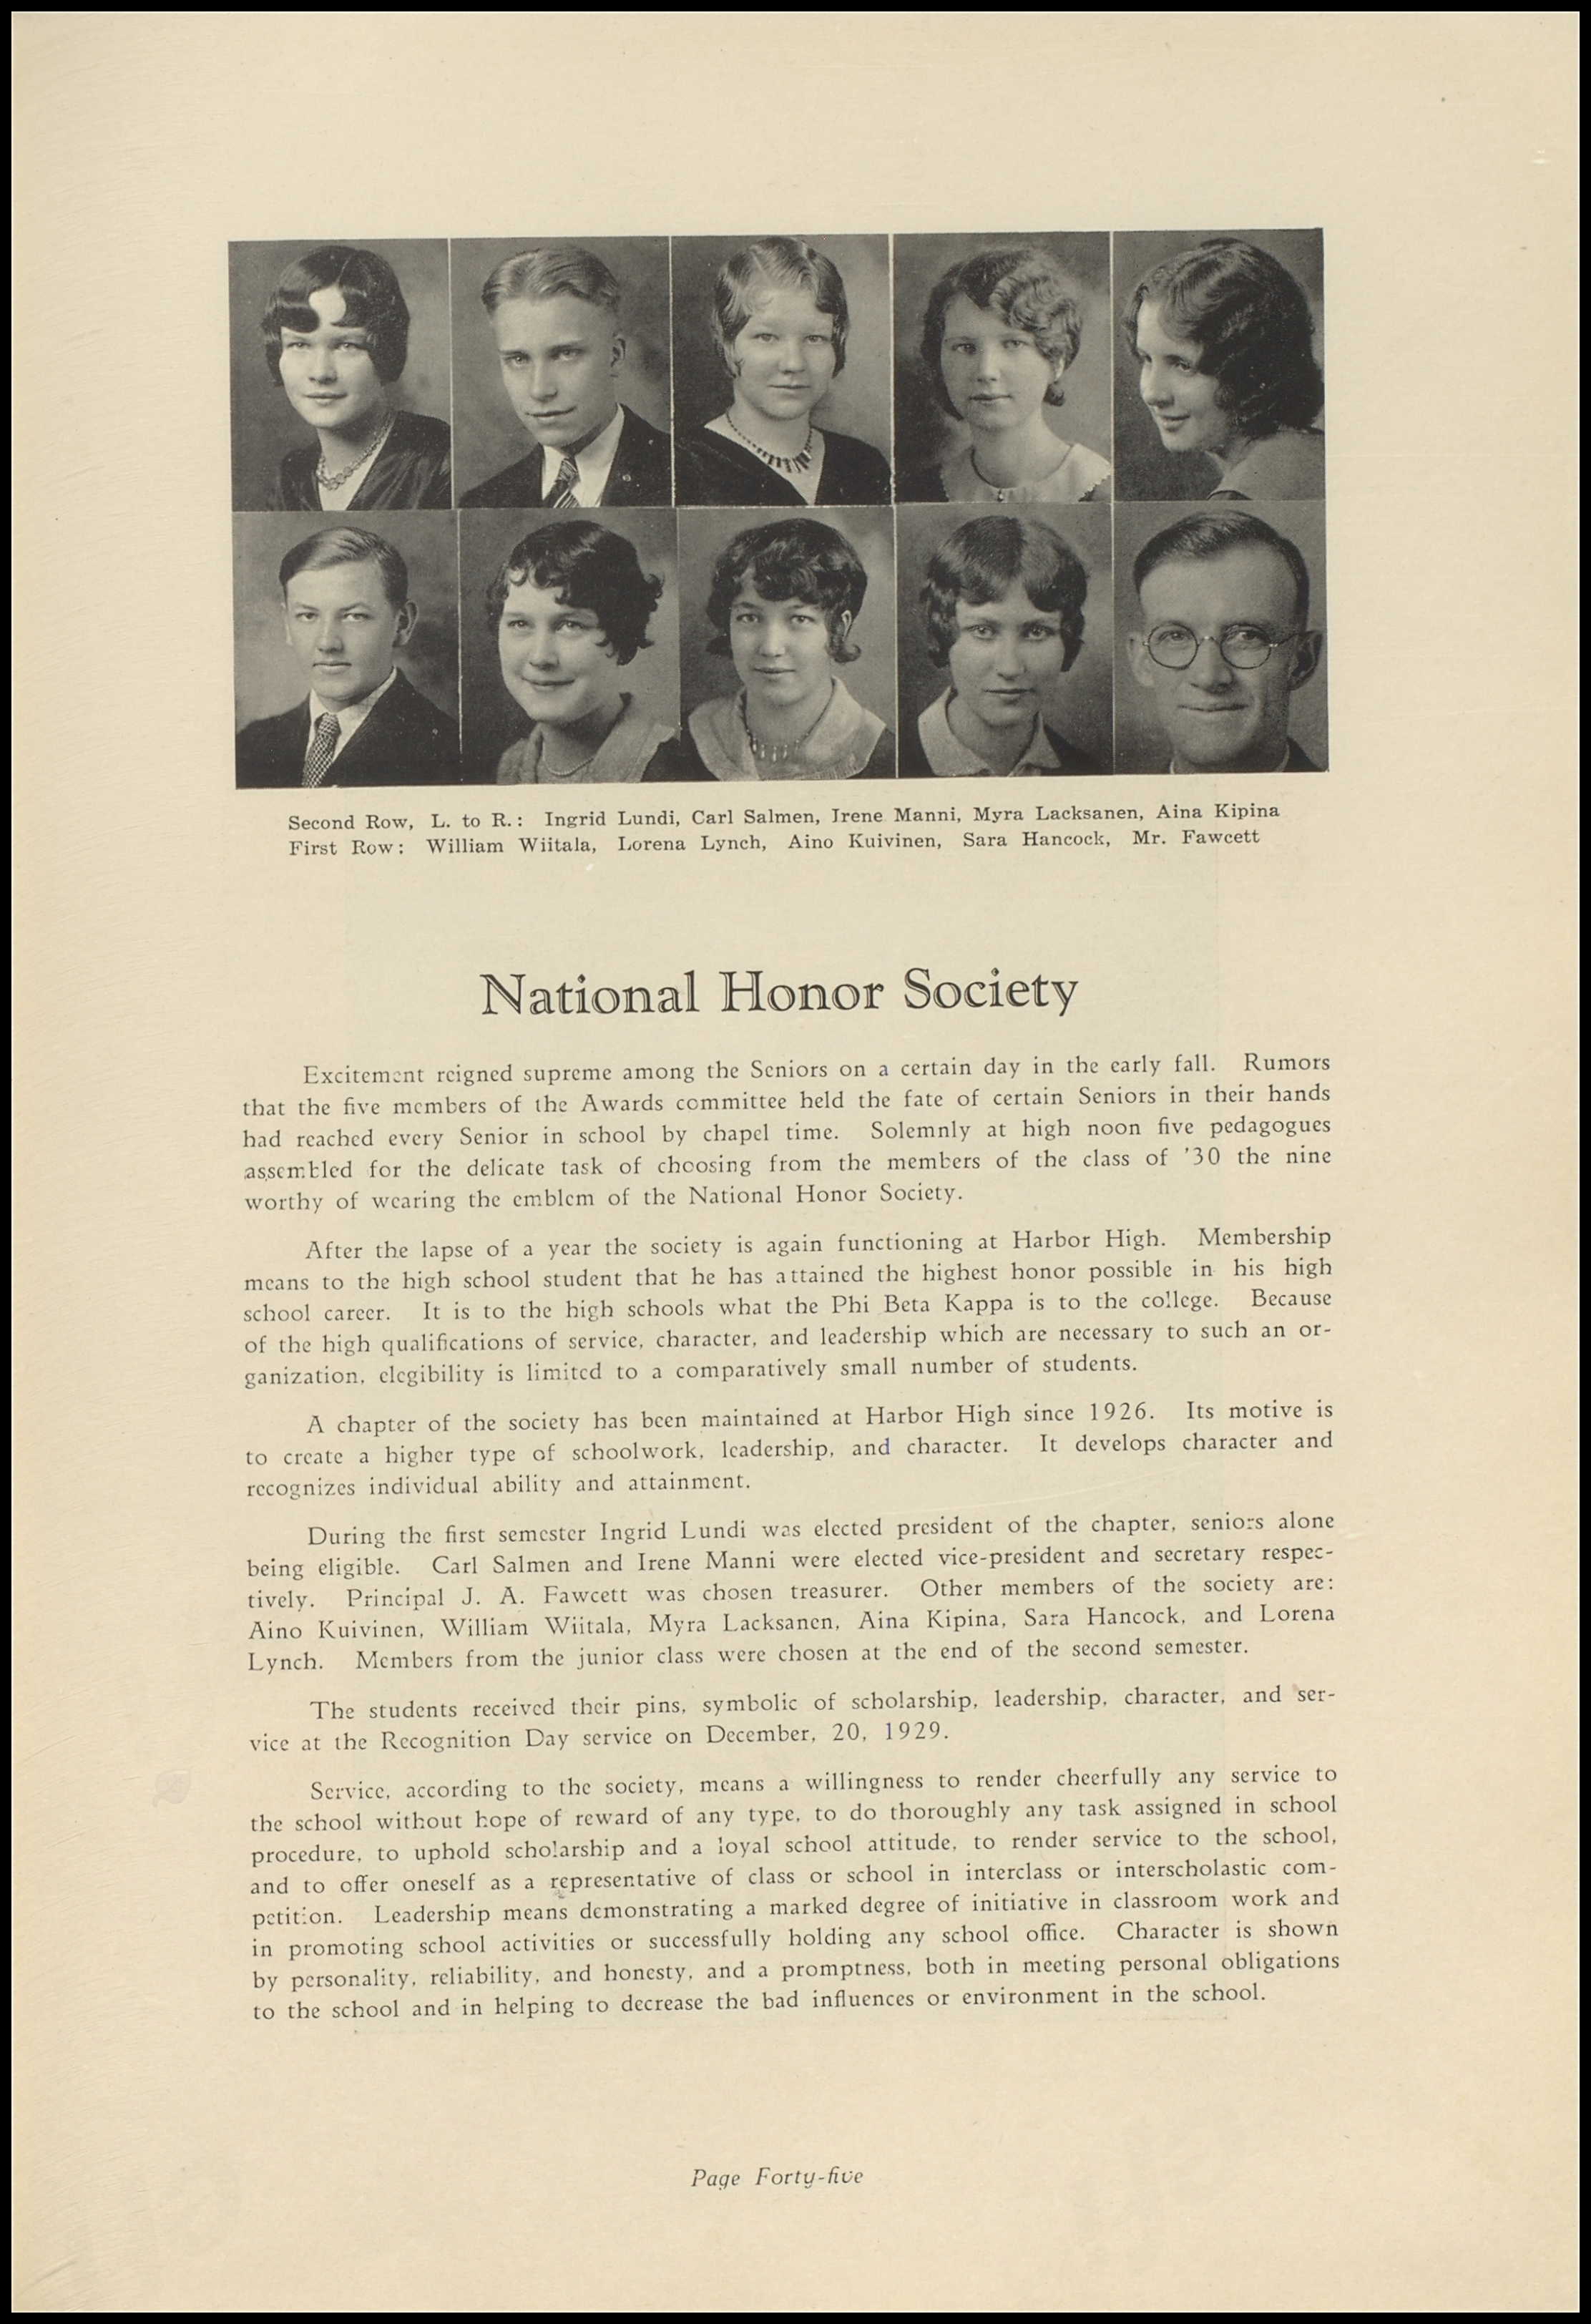 Second Row, L. to R.: Ingrid Lundi, Carl Salmen, Irene Manni, Myra Lacksanen, Aina Kipina
First Row: William Wiitala, Lorena Lynch, Aino Kuivinen, Sara Hancock, Mr. Fawcett
National Honor Society
Excitement reigned supreme among the Seniors on a certain day in the early fall. Rumors
that the five members of the Awards committee held the fate of certain Seniors in their hands
had reached every Senior in school by chapel time. Solemnly at high noon five pedagogues
assembled for the delicate task of choosing from the members of the class of '30 the nine
worthy of wearing the emblem of the National Honor Society.
After the lapse of a year the society is again functioning at Harbor High. Membership
means to the high school student that he has attained the highest honor possible in his high
school career. It is to the high schools what the Phi Beta Kappa is to the college. Because
of the high qualifications of service, character, and leadership which are necessary to such an or-
ganization, elegibility is limited to a comparatively small number of students.
A chapter of the society has been maintained at Harbor High since 1926. Its motive is
to create a higher type of schoolwork, leadership, and character. It develops character and
recognizes individual ability and attainment.
During the first semester Ingrid Lundi was elected president of the chapter, seniors alone
being eligible. Carl Salmen and Irene Manni were elected vice-president and secretary respec-
tively. Principal J. A. Fawcett was chosen treasurer. Other members of the society are:
Aino Kuivinen, William Wiitala, Myra Lacksanen, Aina Kipina, Sara Hancock, and Lorena
Lynch. Members from the junior class were chosen at the end of the second semester.
The students received their pins, symbolic of scholarship, leadership, character, and ser-
vice at the Recognition Day service on December, 20, 1929.
Service, according to the society, means a willingness to render cheerfully any service to
the school without hope of reward of any type, to do thoroughly any task assigned in school
procedure, to uphold scholarship and a loyal school attitude, to render service to the school,
and to offer oneself as a representative of class or school in interclass or interscholastic com-
petition. Leadership means demonstrating a marked degree of initiative in classroom work and
in promoting school activities or successfully holding any school office. Character is shown
by personality, reliability, and honesty, and a promptness, both in meeting personal obligations
to the school and in helping to decrease the bad influences or environment in the school.
Page Forty-five